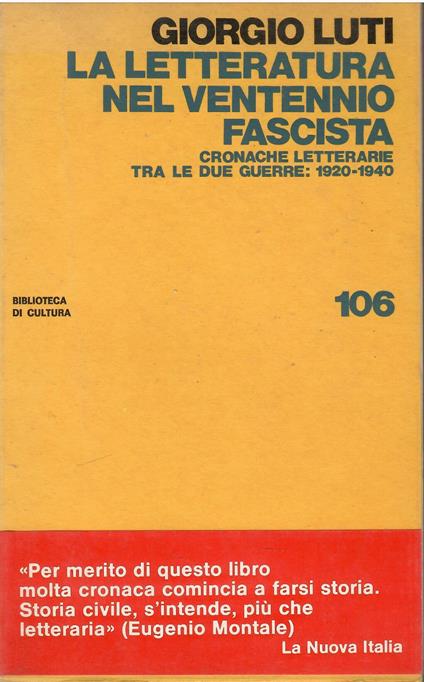 GIORGIO LUTI
LA LETTERATURA
NEL VENTENNIO
FASCISTA
CRONACHE LETTERARIE
TRA LE DUE GUERRE: 1920-1940
BIBLIOTECA
DI CULTURA
106
«Per merito di questo libro
molta cronaca comincia a farsi storia.
Storia civile, s'intende, più che
letteraria» (Eugenio Montale)
La Nuova Italia